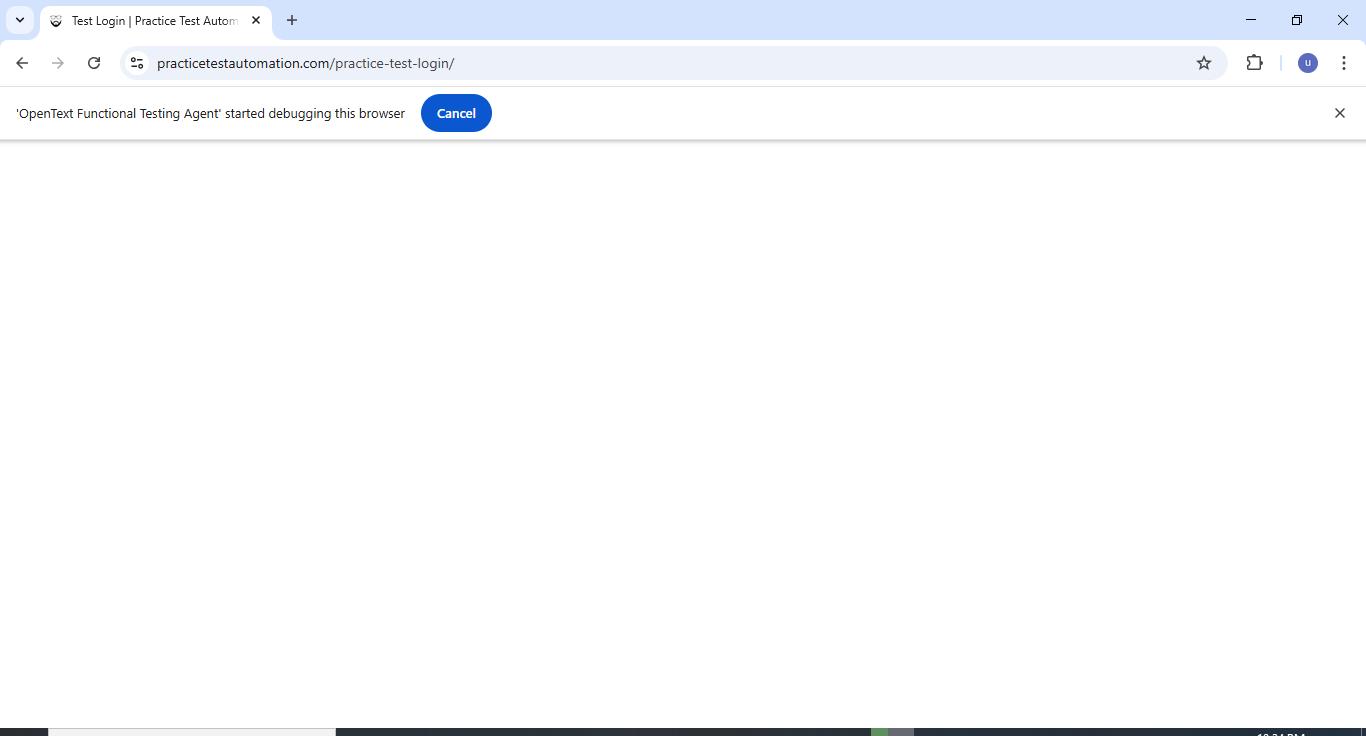 Test Login | Practice Test Autom
practicetestautomation.com/practice-test-login/
u
'OpenText Functional Testing Agent' started debugging this browser
Cancel